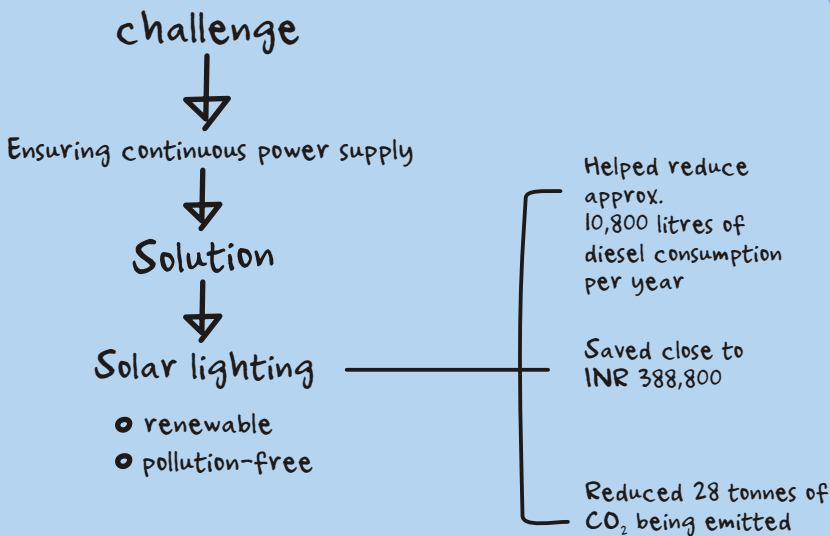 challenge
Ensuring continuous power supply
Solution
Solar lighting
renewable
pollution-free
Helped reduce
approx.
10,800 litres of
diesel consumption
per year
Saved close to
INR 388,800
Reduced 28 tonnes of
CO₂ being emitted